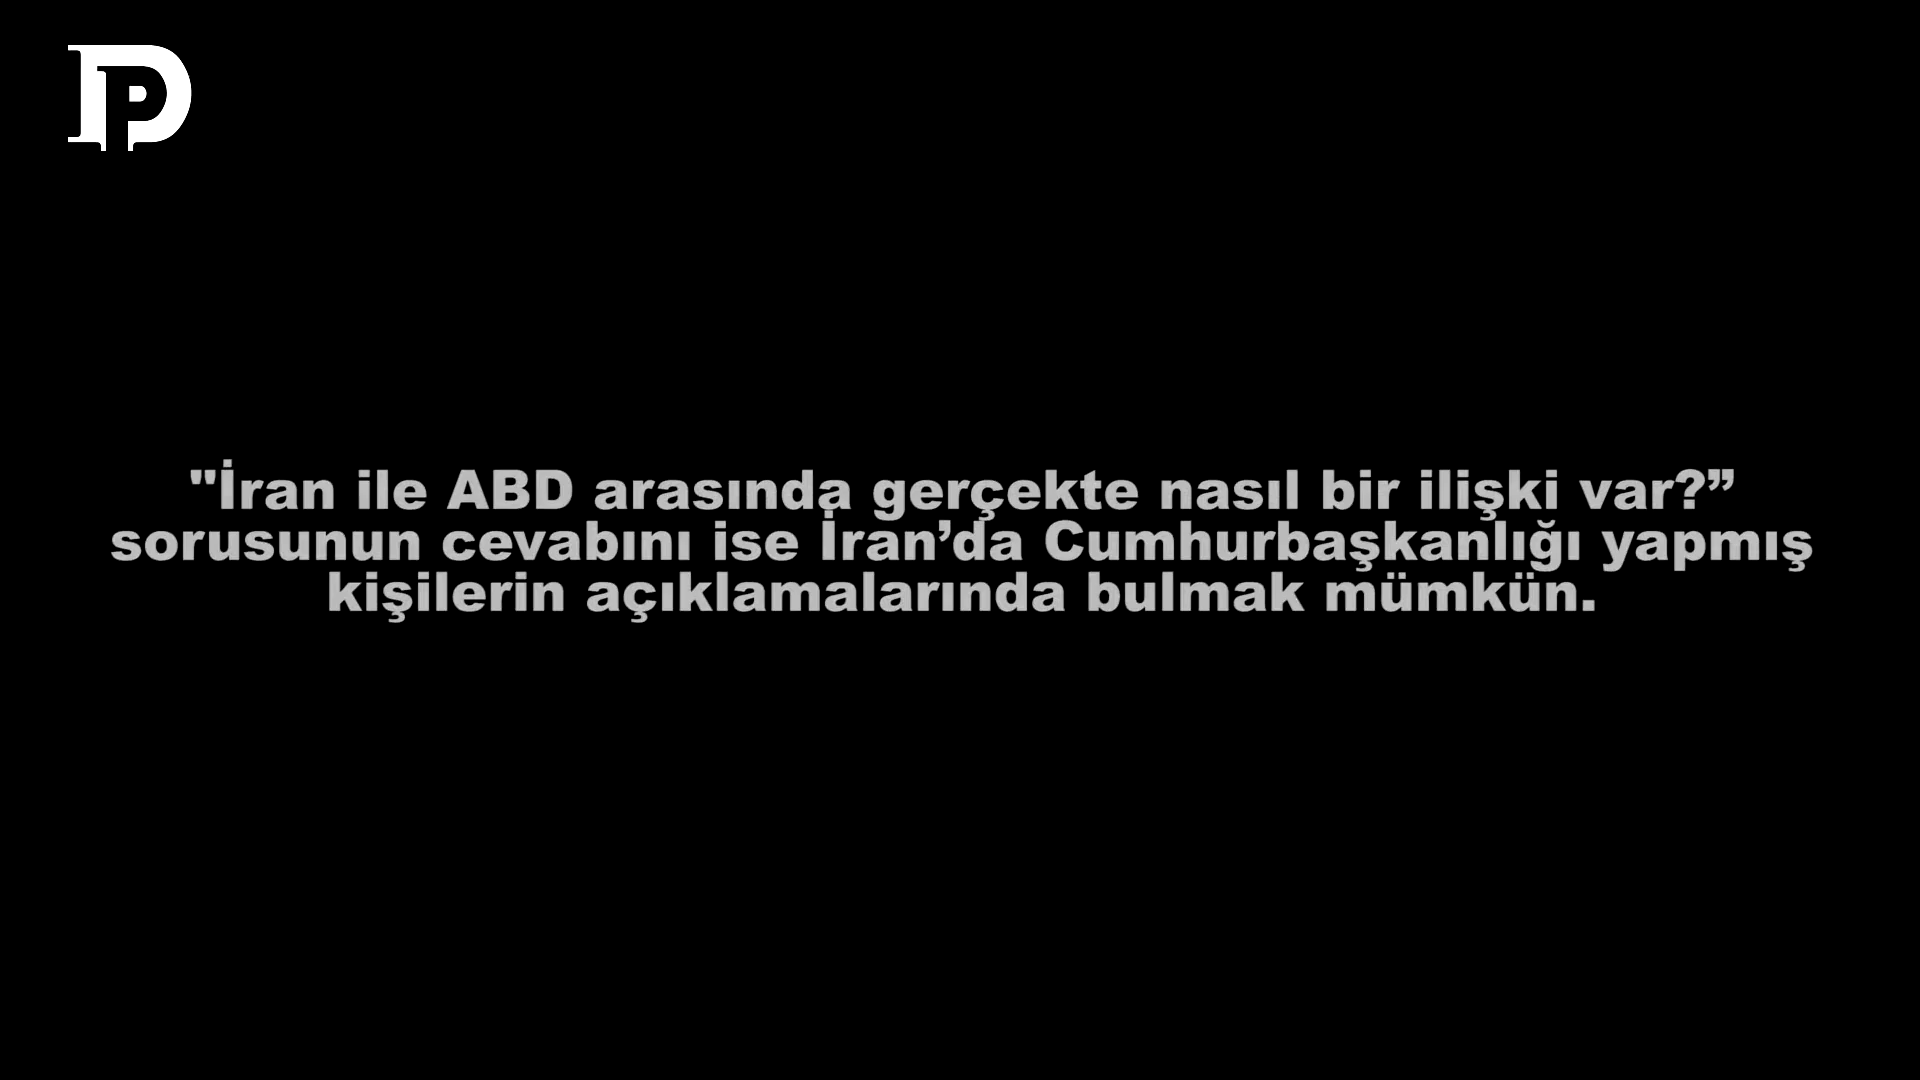 "İran ile ABD arasında gerçekte nasıl bir ilişki var?”
sorusunun cevabını ise İran’da Cumhurbaşkanlığı yapmış
kişilerin açıklamalarında bulmak mümkün.